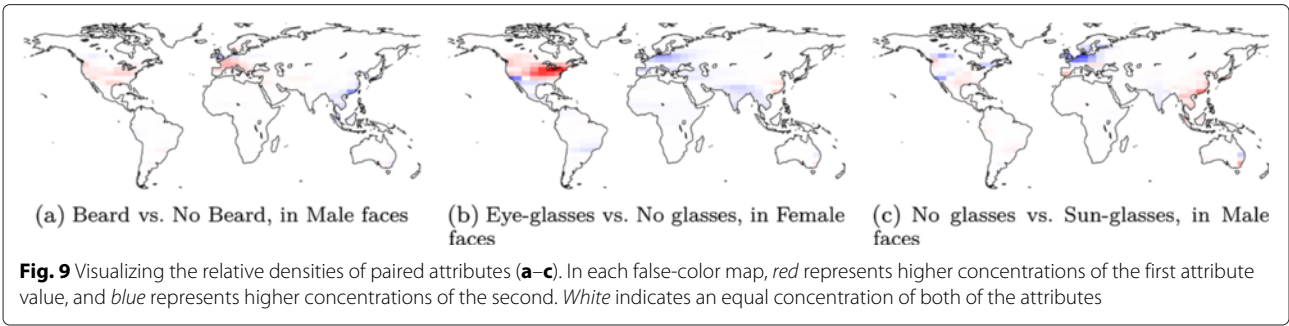 (a) Beard vs. No Beard, in Male faces
(b) Eye-glasses vs. No glasses, in Female
faces
(c) No glasses vs. Sun-glasses, in Male
faces
Fig. 9 Visualizing the relative densities of paired attributes (a–c). In each false-color map, red represents higher concentrations of the first attribute
value, and blue represents higher concentrations of the second. White indicates an equal concentration of both of the attributes